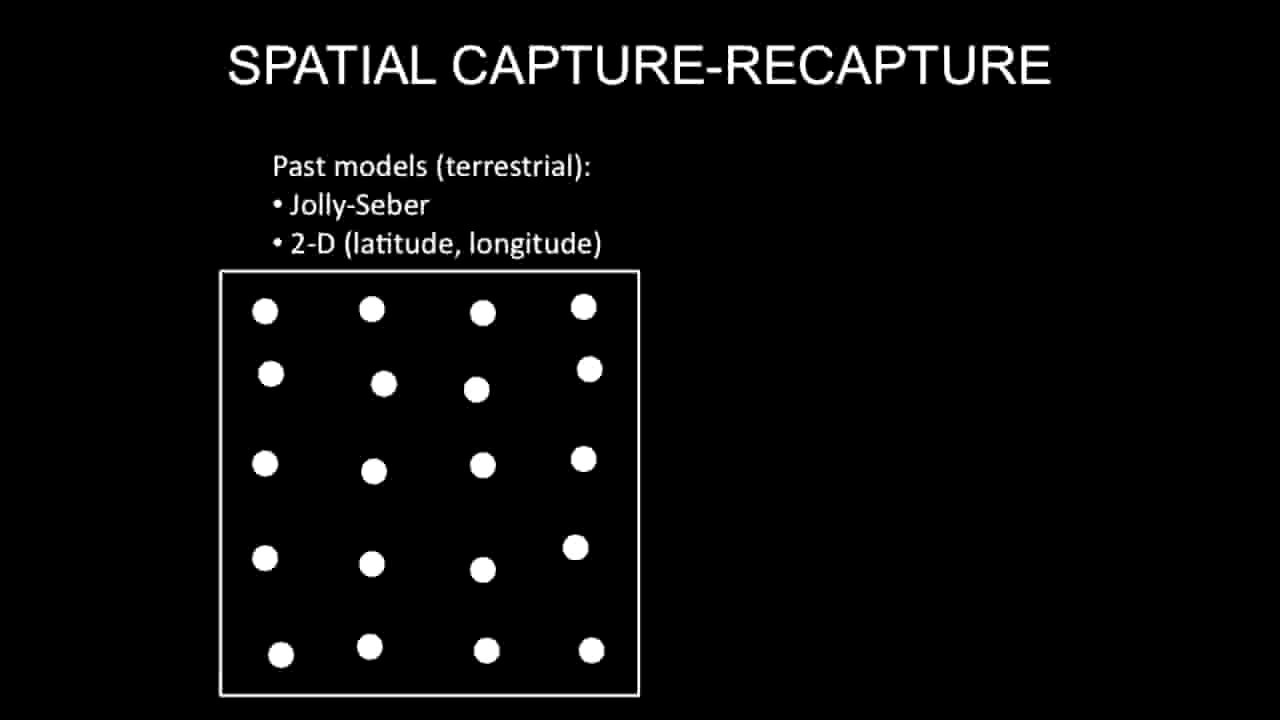 SPATIAL CAPTURE-RECAPTURE
Past models (terrestrial):
• Jolly-Seber
• 2-D (latitude, longitude)